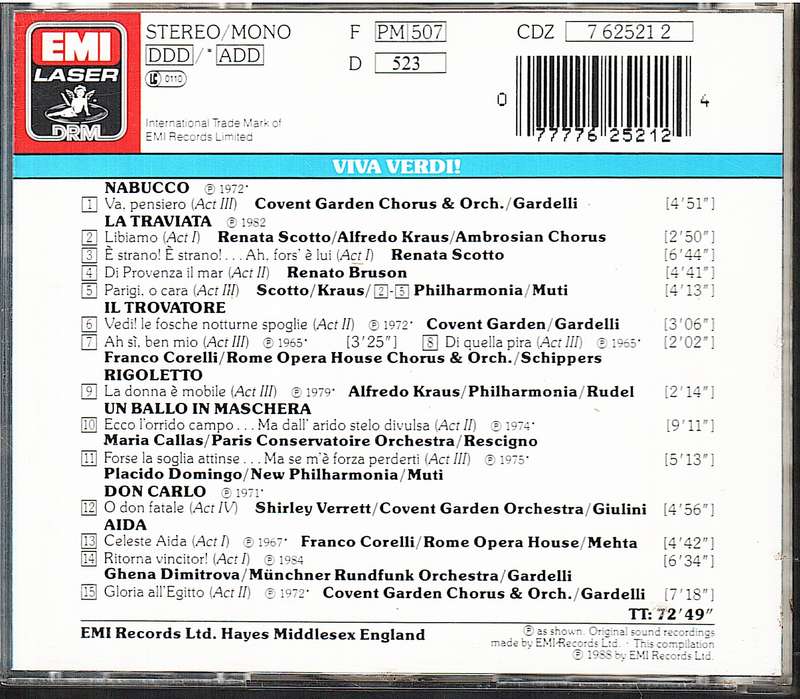 EMI
LASER
DRM
STEREO/MONO
DDD/*ADD
LC 0110
F PM 507
D 523
CDZ 7 62521 2
International Trade Mark of
EMI Records Limited
0 77776 25212 4
VIVA VERDI!
NABUCCO ℗ 1972*
1 Va, pensiero (Act III) Covent Garden Chorus & Orch./Gardelli [4'51"]
LA TRAVIATA ℗ 1982
2 Libiamo (Act I) Renata Scotto/Alfredo Kraus/Ambrosian Chorus [2'50"]
3 È strano! È strano!...Ah, fors' è lui (Act I) Renata Scotto [6'44"]
4 Di Provenza il mar (Act II) Renato Bruson [4'41"]
5 Parigi, o cara (Act III) Scotto/Kraus/2-5 Philharmonia/Muti [4'13"]
IL TROVATORE
6 Vedi! le fosche notturne spoglie (Act II) ℗ 1972* Covent Garden/Gardelli [3'06"]
7 Ah sì, ben mio (Act III) ℗ 1965* [3'25"] 8 Di quella pira (Act III) ℗ 1965* [2'02"]
Franco Corelli/Rome Opera House Chorus & Orch./Schippers
RIGOLETTO
9 La donna è mobile (Act III) ℗ 1979* Alfredo Kraus/Philharmonia/Rudel [2'14"]
UN BALLO IN MASCHERA
10 Ecco l'orrido campo...Ma dall' arido stelo divulsa (Act II) ℗ 1974* [9'11"]
Maria Callas/Paris Conservatoire Orchestra/Rescigno
11 Forse la soglia attinse...Ma se m'è forza perderti (Act III) ℗ 1975* [5'13"]
Placido Domingo/New Philharmonia/Muti
DON CARLO ℗ 1971*
12 O don fatale (Act IV) Shirley Verrett/Covent Garden Orchestra/Giulini [4'56"]
AIDA
13 Celeste Aida (Act I) ℗ 1967* Franco Corelli/Rome Opera House/Mehta [4'42"]
14 Ritorna vincitor! (Act I) ℗ 1984 [6'34"]
Ghena Dimitrova/Münchner Rundfunk Orchestra/Gardelli
15 Gloria all'Egitto (Act II) ℗ 1972* Covent Garden Chorus & Orch./Gardelli [7'18"]
TT: 72'49"
EMI Records Ltd. Hayes Middlesex England
℗ as shown. Original sound recordings
made by EMI Records Ltd. · This compilation
℗ 1988 by EMI Records Ltd.